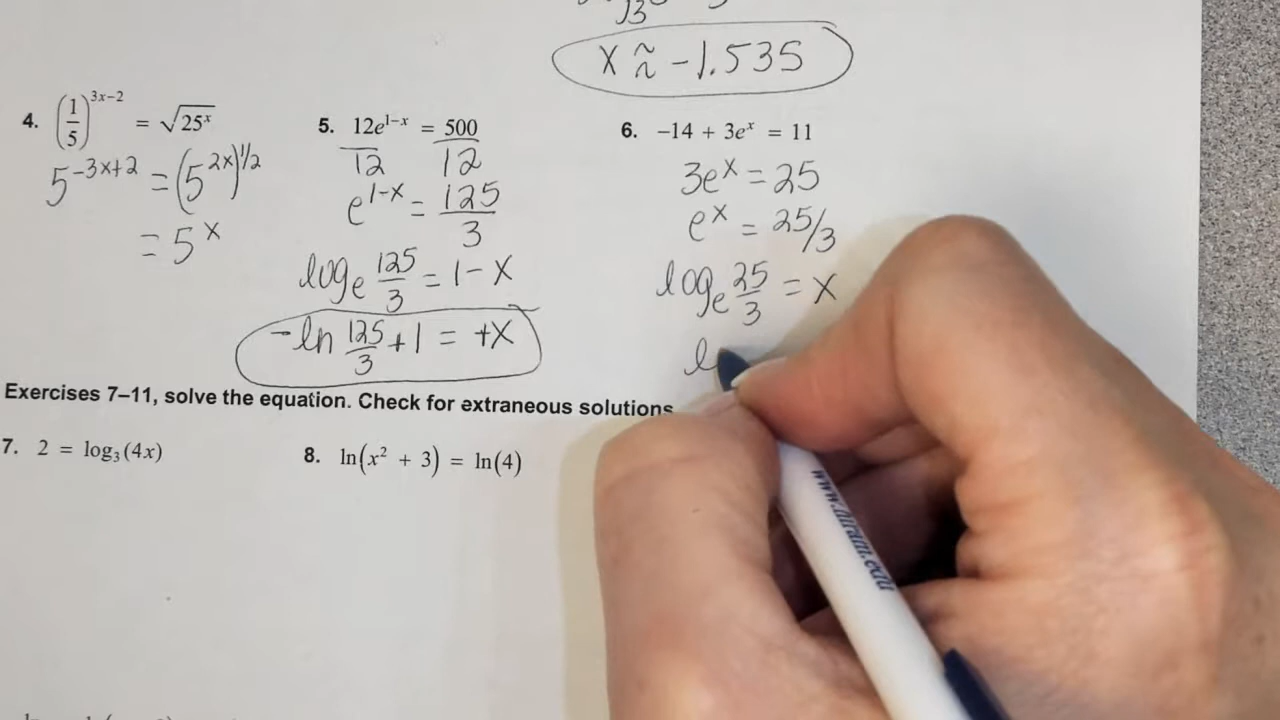 x ≈ -1.535
4. (1/5)^(3x-2) = √(25^x)
5^(-3x+2) = (5^(2x))^(1/2)
= 5^x
5. 12e^(1-x) = 500
12 12
e^(1-x) = 125/3
log_e 125/3 = 1-x
-ln 125/3 + 1 = +x
6. -14 + 3e^x = 11
3e^x = 25
e^x = 25/3
log_e 25/3 = x
l
Exercises 7–11, solve the equation. Check for extraneous solutions
7. 2 = log₃(4x)
8. ln(x² + 3) = ln(4)